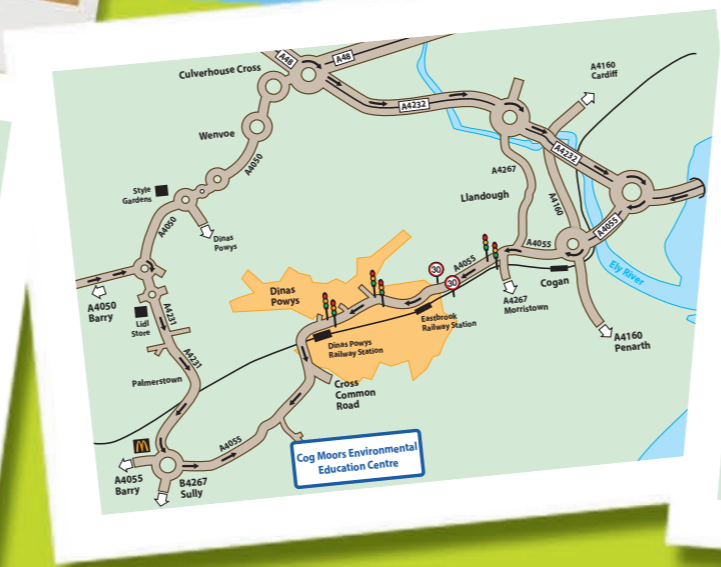 A48
A48
Culverhouse Cross
A4160
Cardiff
A4232
Wenvoe
A4050
A4267
A4232
Style
Gardens
Llandough
A4160
A4050
Dinas
Powys
A4055
A4055
30
A4055
Ely River
A4050
Barry
Dinas
Powys
30
Cogan
A4267
Morristown
A4231
Lidl
Store
Eastbrook
Railway Station
A4160
Penarth
Dinas Powys
Railway Station
A4231
Palmerstown
Cross
Common
Road
M
A4055
Cog Moors Environmental
Education Centre
A4055
Barry
B4267
Sully